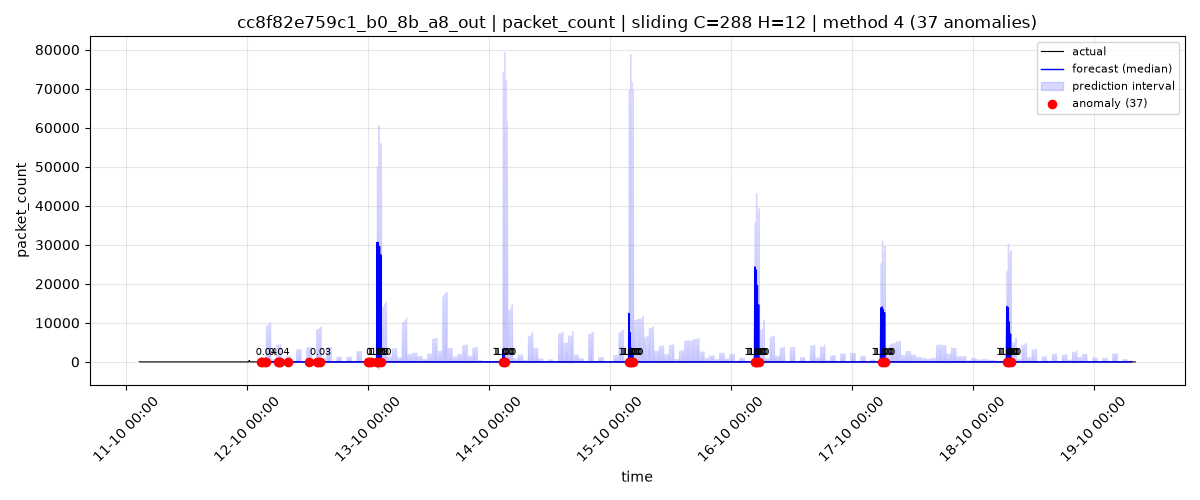 cc8f82e759c1_b0_8b_a8_out | packet_count | sliding C=288 H=12 | method 4 (37 anomalies)
actual
forecast (median)
prediction interval
anomaly (37)
packet_count
80000
70000
60000
50000
40000
30000
20000
10000
0
0.04
0.03
11-10 00:00
12-10 00:00
13-10 00:00
14-10 00:00
15-10 00:00
16-10 00:00
17-10 00:00
18-10 00:00
19-10 00:00
time